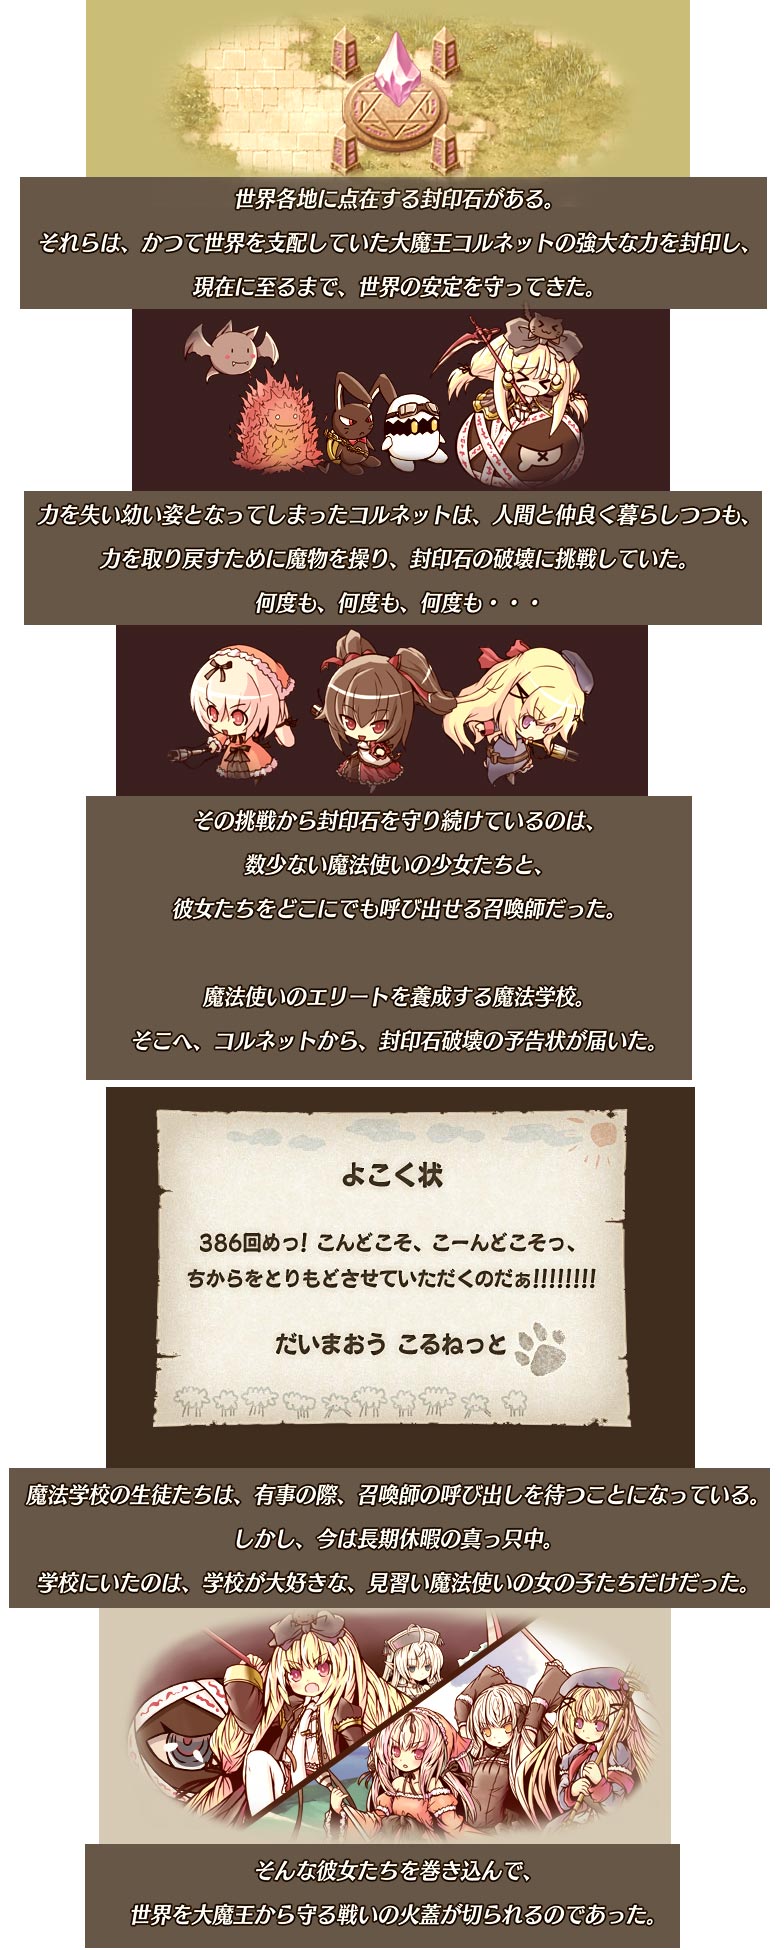 世界各地に点在する封印石がある。
それらは、かつて世界を支配していた大魔王コルネットの強大な力を封印し、
現在に至るまで、世界の安定を守ってきた。
力を失い幼い姿となってしまったコルネットは、人間と仲良く暮らしつつも、
力を取り戻すために魔物を操り、封印石の破壊に挑戦していた。
何度も、何度も、何度も・・・
その挑戦から封印石を守り続けているのは、
数少ない魔法使いの少女たちと、
彼女たちをどこにでも呼び出せる召喚師だった。
魔法使いのエリートを養成する魔法学校。
そこへ、コルネットから、封印石破壊の予告状が届いた。
よこく状
386回めっ! こんどこそ、こーんどこそっ、
ちからをとりもどさせていただくのだぁ!!!!!!!!
だいまおう こるねっと
魔法学校の生徒たちは、有事の際、召喚師の呼び出しを待つことになっている。
しかし、今は長期休暇の真っ只中。
学校にいたのは、学校が大好きな、見習い魔法使いの女の子たちだけだった。
そんな彼女たちを巻き込んで、
世界を大魔王から守る戦いの火蓋が切られるのであった。